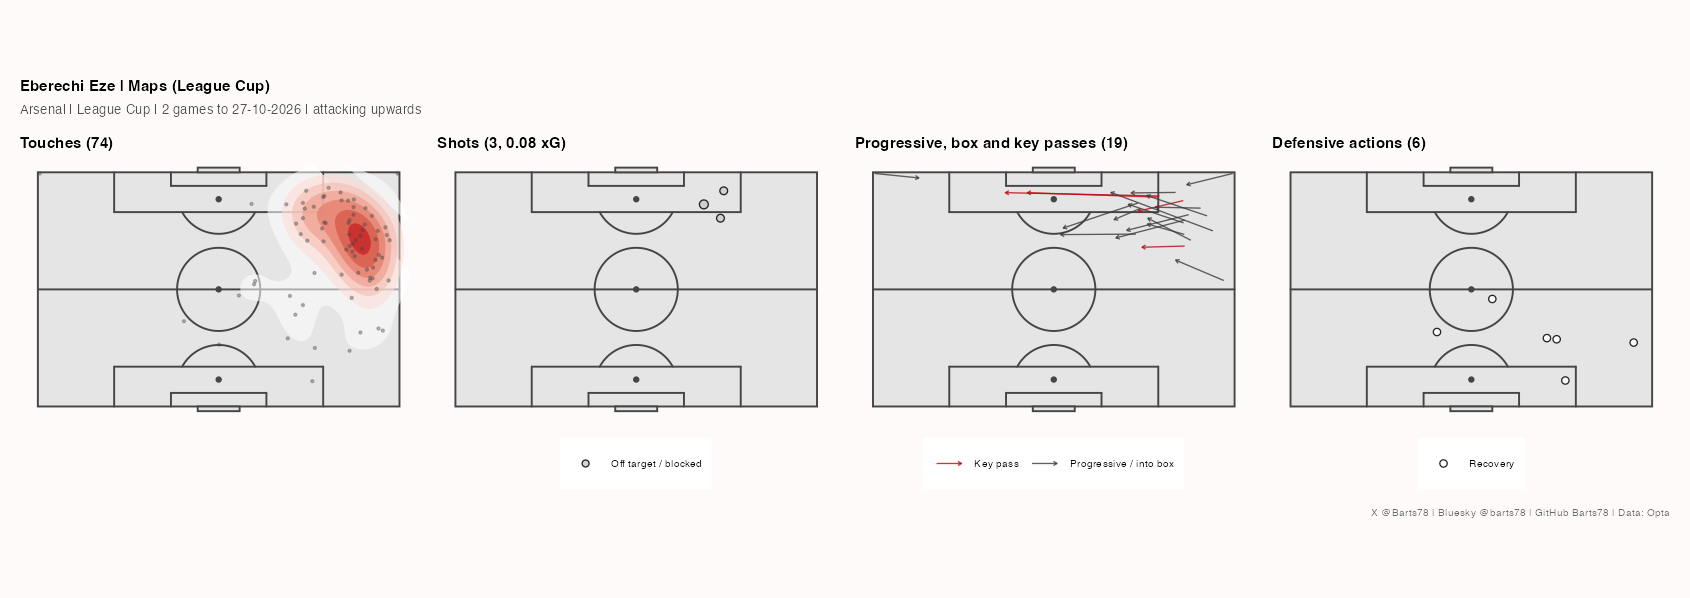 Eberechi Eze | Maps (League Cup)
Arsenal | League Cup | 2 games to 27-10-2026 | attacking upwards
Touches (74)
Shots (3, 0.08 xG)
Progressive, box and key passes (19)
Defensive actions (6)
Off target / blocked
Key pass
Progressive / into box
Recovery
X @Barts78 | Bluesky @barts78 | GitHub Barts78 | Data: Opta